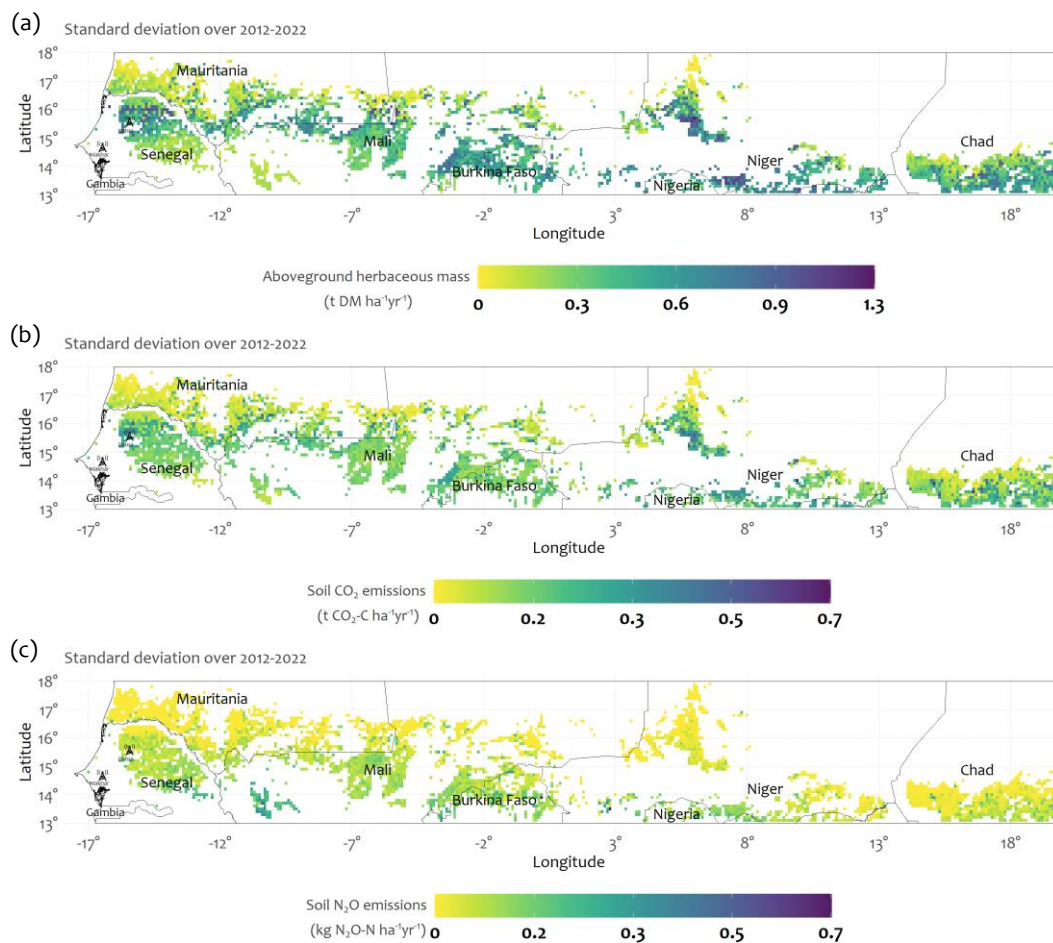 (a)
Standard deviation over 2012-2022
18°
17°
16°
15°
14°
13°
Latitude
Mauritania
Senegal
Gambia
Mali
Burkina Faso
Niger
Nigeria
Chad
-17° -12° -7° -2° 3° 8° 13° 18°
Longitude
Aboveground herbaceous mass
(t DM ha⁻¹yr⁻¹)
0 0.3 0.6 0.9 1.3
(b)
Standard deviation over 2012-2022
18°
17°
16°
15°
14°
13°
Latitude
Mauritania
Senegal
Gambia
Mali
Burkina Faso
Niger
Nigeria
Chad
-17° -12° -7° -2° 3° 8° 13° 18°
Longitude
Soil CO₂ emissions
(t CO₂-C ha⁻¹yr⁻¹)
0 0.2 0.3 0.5 0.7
(c)
Standard deviation over 2012-2022
18°
17°
16°
15°
14°
13°
Latitude
Mauritania
Senegal
Gambia
Mali
Burkina Faso
Niger
Nigeria
Chad
-17° -12° -7° -2° 3° 8° 13° 18°
Longitude
Soil N₂O emissions
(kg N₂O-N ha⁻¹yr⁻¹)
0 0.2 0.3 0.5 0.7